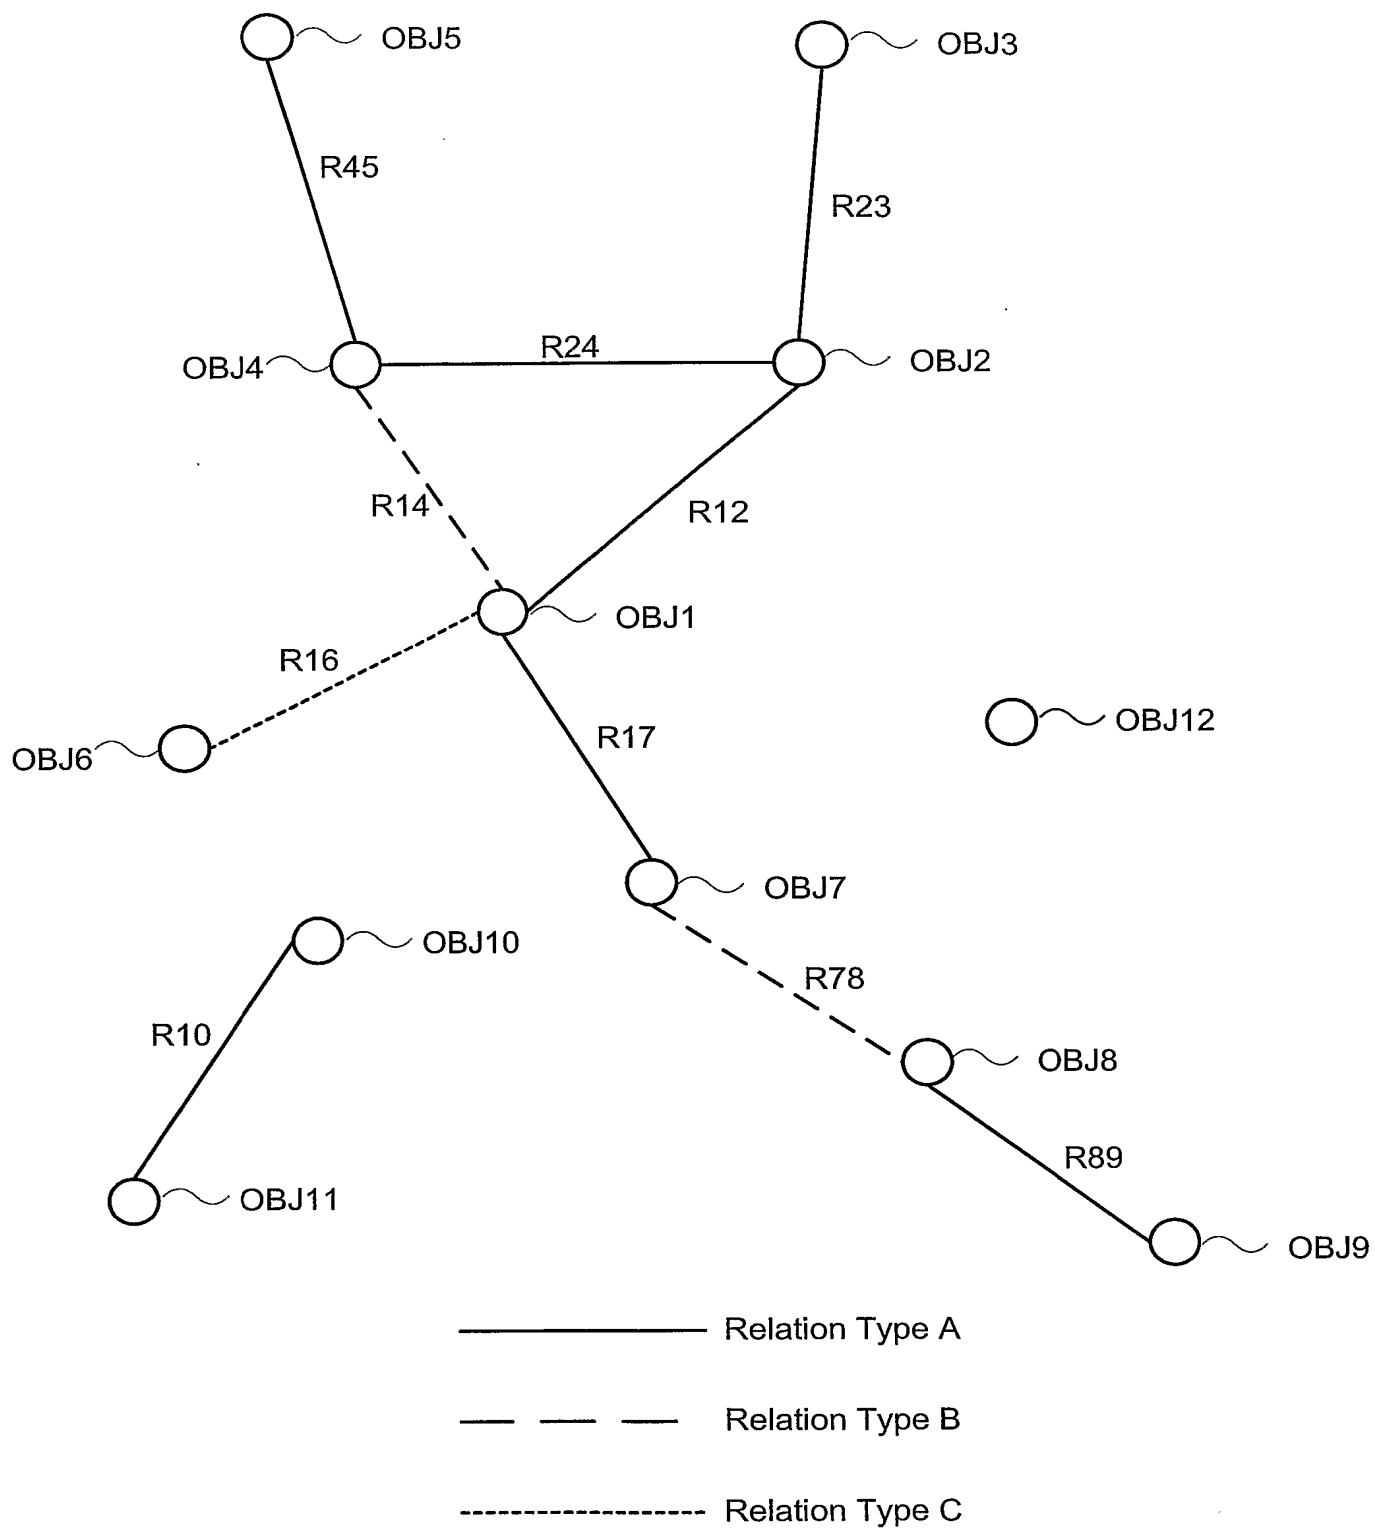 OBJ5
OBJ3
R45
R23
R24
OBJ4
OBJ2
R14
R12
OBJ1
R16
OBJ12
R17
OBJ6
OBJ7
OBJ10
R78
R10
OBJ8
R89
OBJ11
OBJ9
Relation Type A
Relation Type B
Relation Type C